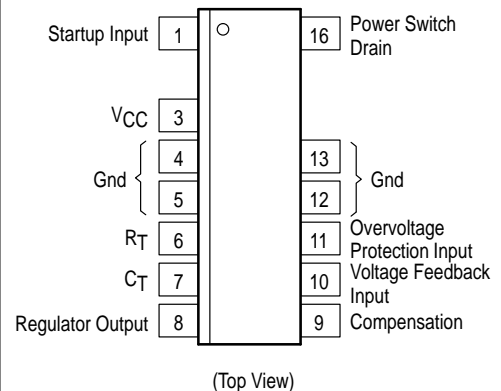 Startup Input 1
16 Power Switch
Drain
VCC 3
4
13
Gnd
Gnd
5
12
RT 6
11 Overvoltage
Protection Input
CT 7
10 Voltage Feedback
Input
Regulator Output 8
9 Compensation
(Top View)